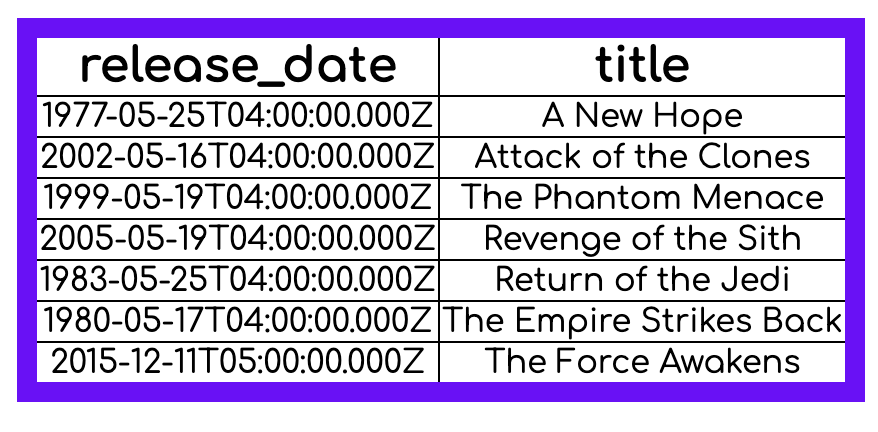 release_date title
1977-05-25T04:00:00.000Z A New Hope
2002-05-16T04:00:00.000Z Attack of the Clones
1999-05-19T04:00:00.000Z The Phantom Menace
2005-05-19T04:00:00.000Z Revenge of the Sith
1983-05-25T04:00:00.000Z Return of the Jedi
1980-05-17T04:00:00.000Z The Empire Strikes Back
2015-12-11T05:00:00.000Z The Force Awakens